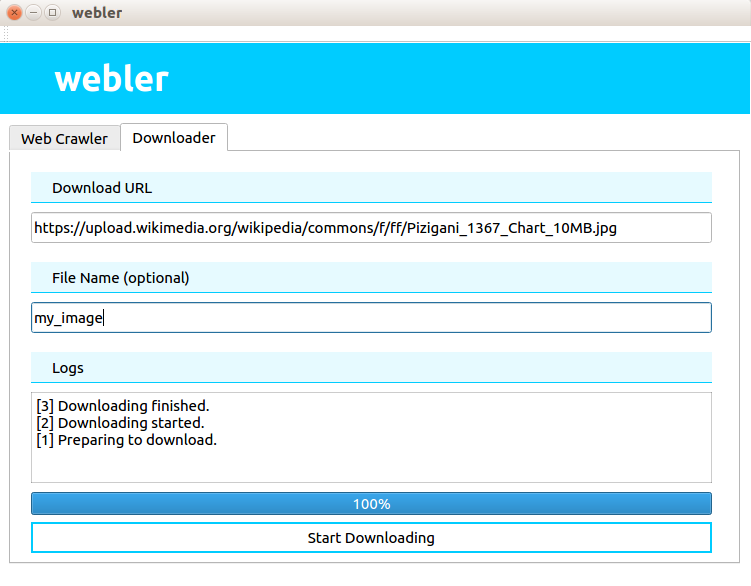 webler
webler
Web Crawler
Downloader
Download URL
https://upload.wikimedia.org/wikipedia/commons/f/ff/Pizigani_1367_Chart_10MB.jpg
File Name (optional)
my_image
Logs
[3] Downloading finished.
[2] Downloading started.
[1] Preparing to download.
100%
Start Downloading